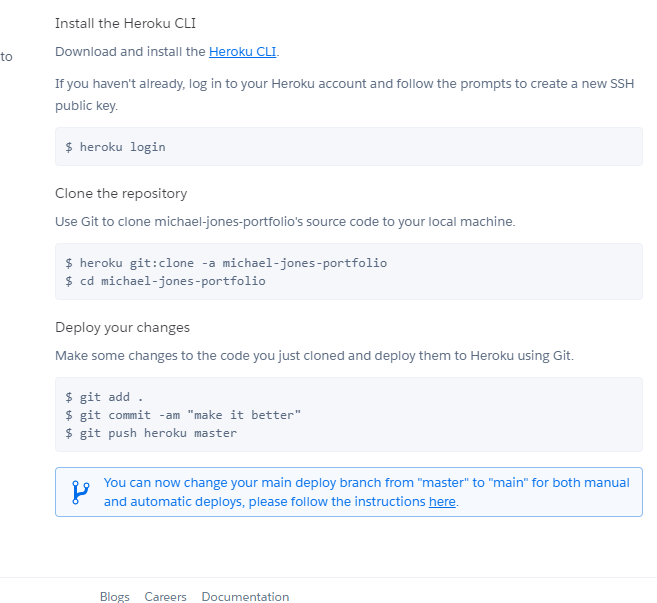 Install the Heroku CLI
Download and install the Heroku CLI.
to
If you haven't already, log in to your Heroku account and follow the prompts to create a new SSH
public key.
$ heroku login
Clone the repository
Use Git to clone michael-jones-portfolio's source code to your local machine.
$ heroku git:clone -a michael-jones-portfolio
$ cd michael-jones-portfolio
Deploy your changes
Make some changes to the code you just cloned and deploy them to Heroku using Git.
$ git add .
$ git commit -am "make it better"
$ git push heroku master
You can now change your main deploy branch from "master" to "main" for both manual
and automatic deploys, please follow the instructions here.
Blogs Careers Documentation